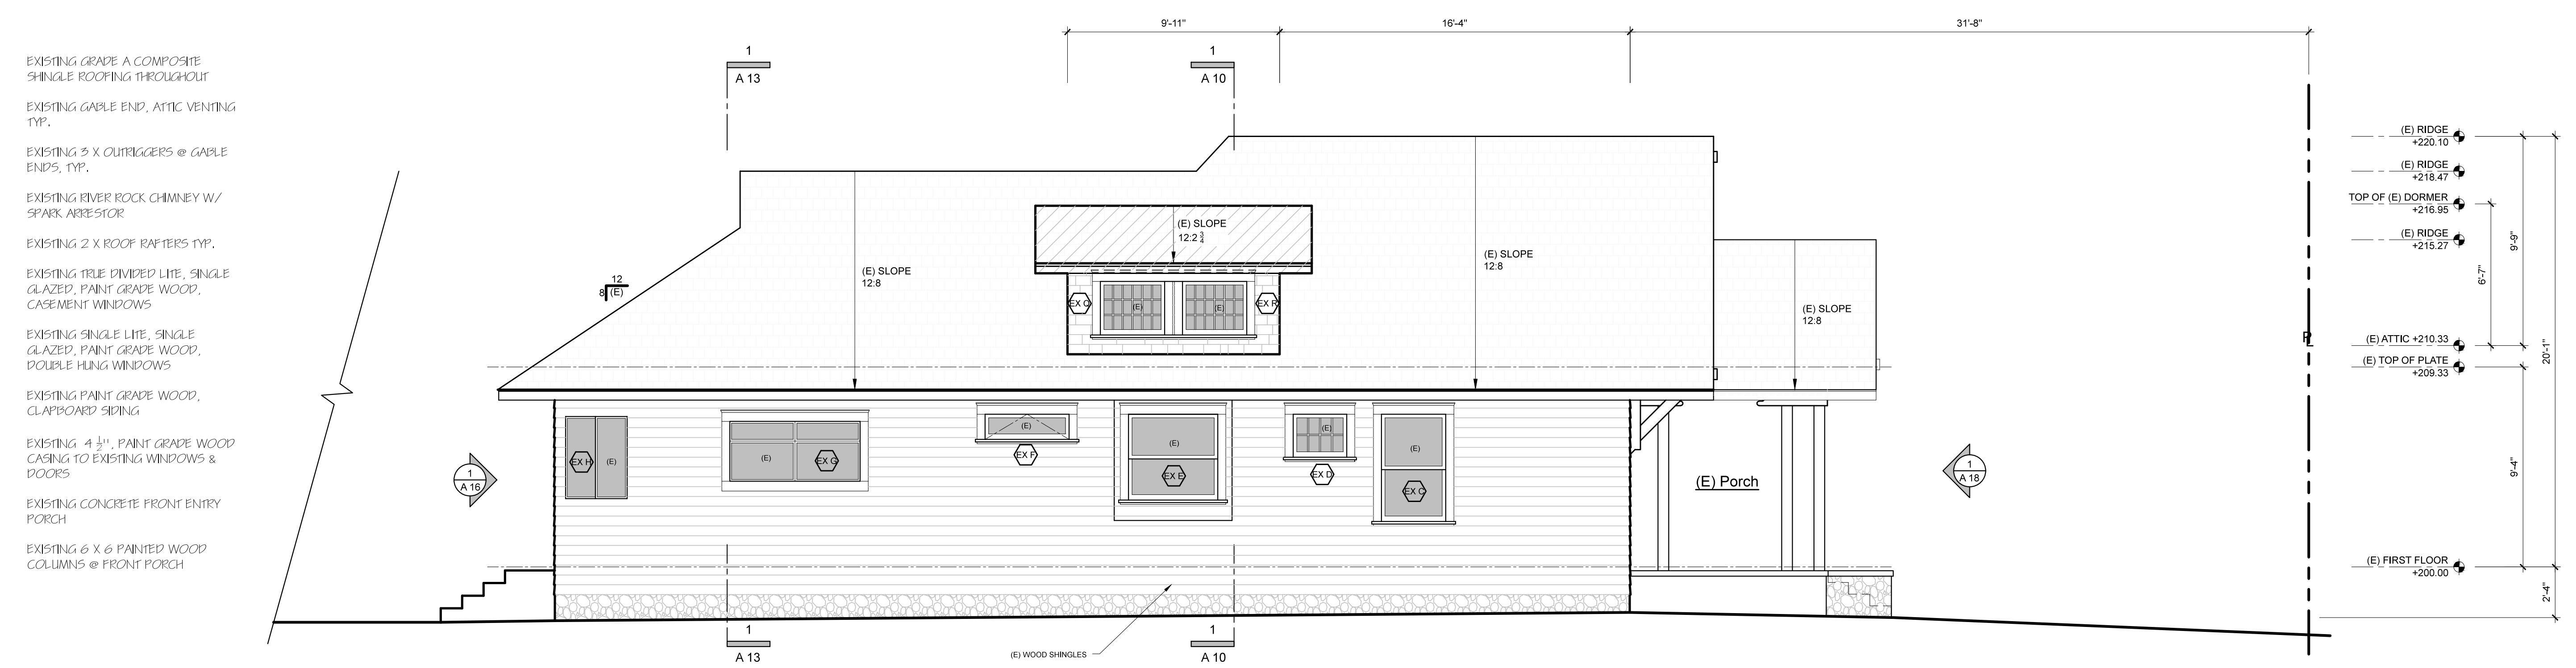 EXISTING GRADE A COMPOSITE
SHINGLE ROOFING THROUGHOUT
EXISTING GABLE END, ATTIC VENTING
TYP.
EXISTING 3 X OUTRIGGERS @ GABLE
ENDS, TYP.
EXISTING RIVER ROCK CHIMNEY W/
SPARK ARRESTOR
EXISTING 2 X ROOF RAFTERS TYP.
EXISTING TRUE DIVIDED LITE, SINGLE
GLAZED, PAINT GRADE WOOD,
CASEMENT WINDOWS
EXISTING SINGLE LITE, SINGLE
GLAZED, PAINT GRADE WOOD,
DOUBLE HUNG WINDOWS
EXISTING PAINT GRADE WOOD,
CLAPBOARD SIDING
EXISTING 4 1/2", PAINT GRADE WOOD
CASING TO EXISTING WINDOWS &
DOORS
EXISTING CONCRETE FRONT ENTRY
PORCH
EXISTING 6 X 6 PAINTED WOOD
COLUMNS @ FRONT PORCH
9'-11"
16'-4"
31'-8"
1
A 13
1
A 10
(E) SLOPE
12:2 3/4
(E) SLOPE
12:8
(E) SLOPE
12:8
(E) SLOPE
12:8
12
8 (E)
EX Q
(E)
(E)
EX R
EX H
(E)
(E)
EX G
(E)
EX F
(E)
EX E
(E)
EX D
(E)
EX C
(E) Porch
1
A 16
1
A 18
PL
(E) RIDGE
+220.10
(E) RIDGE
+218.47
TOP OF (E) DORMER
+216.95
(E) RIDGE
+215.27
(E) ATTIC +210.33
(E) TOP OF PLATE
+209.33
(E) FIRST FLOOR
+200.00
6'-7"
9'-9"
20'-1"
9'-4"
2'-4"
1
A 13
(E) WOOD SHINGLES
1
A 10